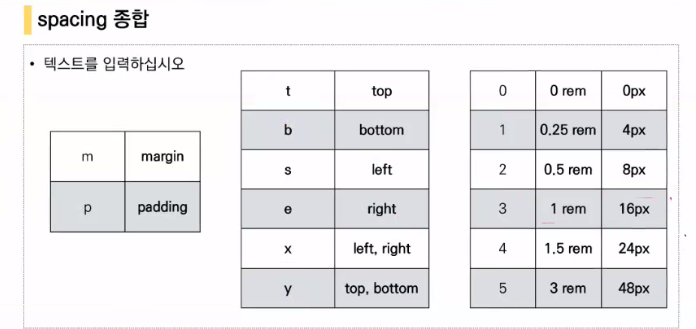 spacing 종합
• 텍스트를 입력하십시오
m margin
p padding
t top
b bottom
s left
e right
x left, right
y top, bottom
0 0 rem 0px
1 0.25 rem 4px
2 0.5 rem 8px
3 1 rem 16px
4 1.5 rem 24px
5 3 rem 48px